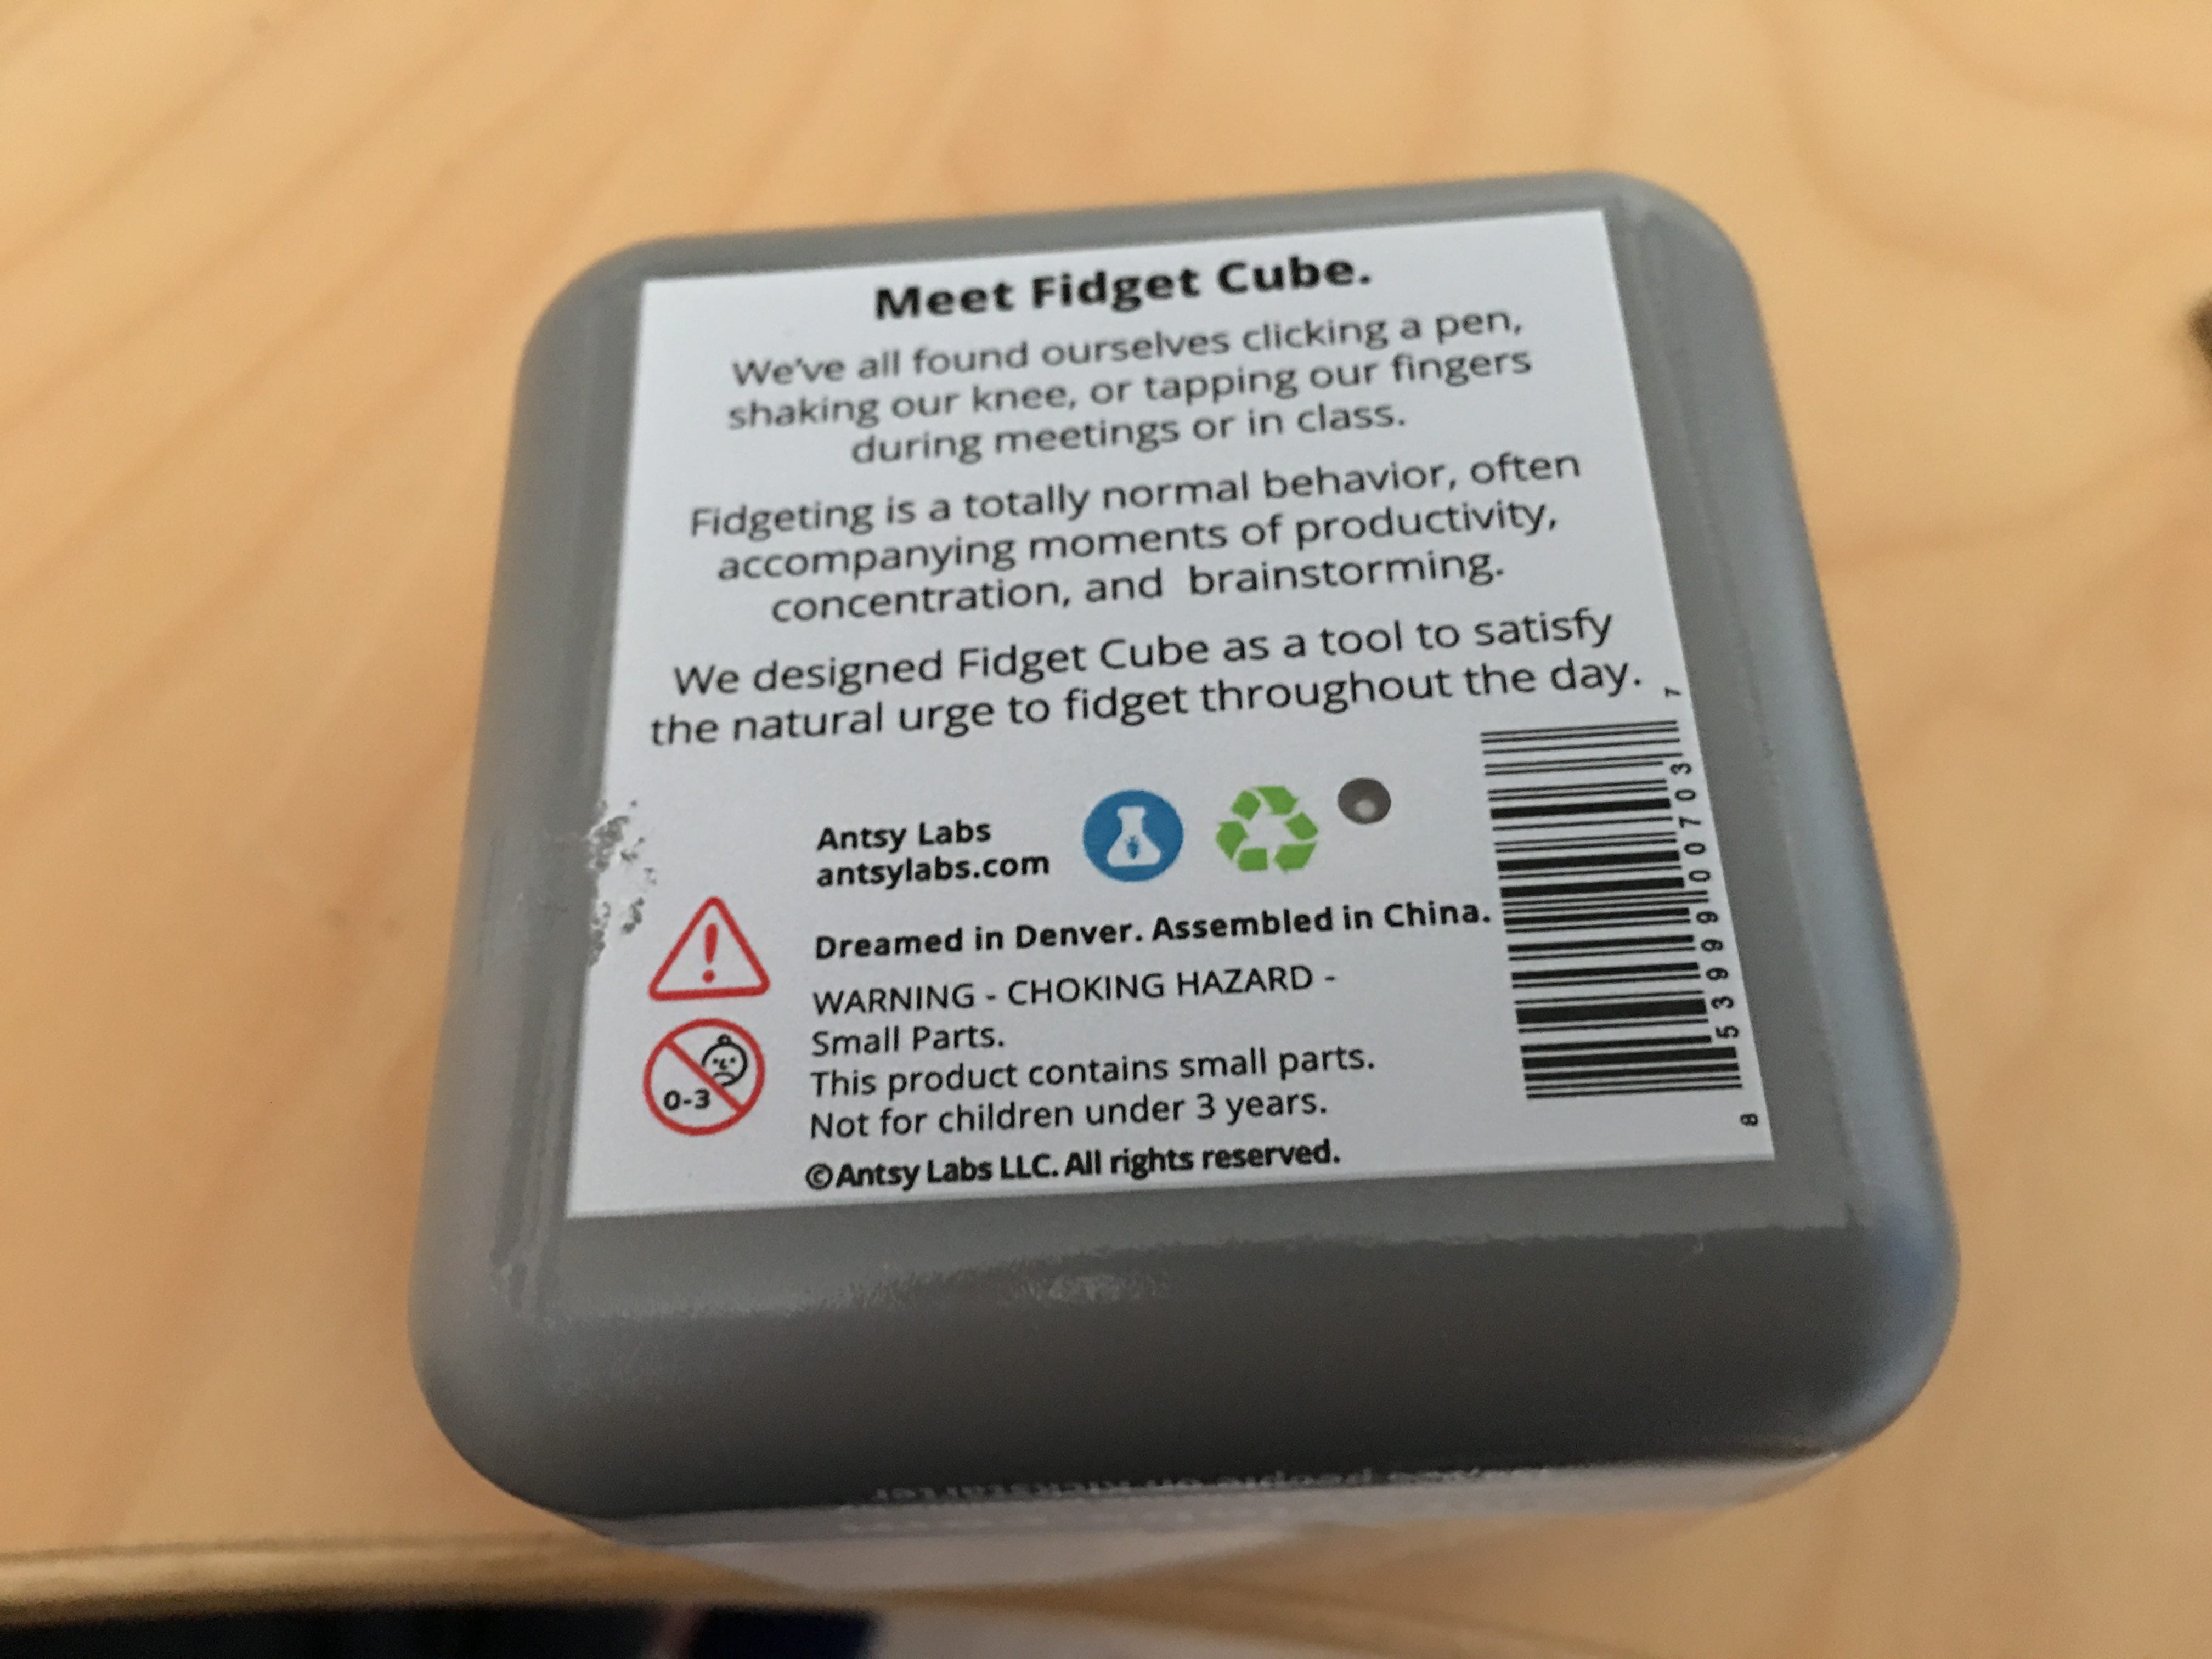 Meet Fidget Cube.
We've all found ourselves clicking a pen,
shaking our knee, or tapping our fingers
during meetings or in class.
Fidgeting is a totally normal behavior, often
accompanying moments of productivity,
concentration, and  brainstorming.
We designed Fidget Cube as a tool to satisfy
the natural urge to fidget throughout the day.
Antsy Labs
antsylabs.com
Dreamed in Denver. Assembled in China.
WARNING - CHOKING HAZARD -
Small Parts.
This product contains small parts.
Not for children under 3 years.
©Antsy Labs LLC. All rights reserved.
0-3
8 53999 00703 7